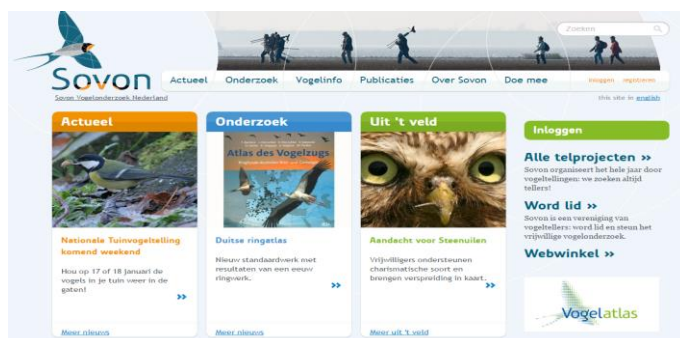 Zoeken
Sovon
Actueel Onderzoek Vogelinfo Publicaties Over Sovon Doe mee inloggen registreren
Sovon Vogelonderzoek Nederland
this site in english
Actueel
Nationale Tuinvogeltelling
komend weekend
Hou op 17 of 18 januari de
vogels in je tuin weer in de
gaten!
»
Meer nieuws
Onderzoek
Atlas des Vogelzugs
Duitse ringatlas
Nieuw standaardwerk met
resultaten van een eeuw
ringwerk.
»
Meer nieuws
Uit 't veld
Aandacht voor Steenuilen
Vrijwilligers ondersteunen
charismatische soort en
brengen verspreiding in kaart.
»
Meer uit 't veld
Inloggen
Alle telprojecten »
Sovon organiseert het hele jaar door
vogeltellingen; we zoeken altijd
tellers!
Word lid »
Sovon is een vereniging van
vogeltellers: word lid en steun het
vrijwillige vogelonderzoek.
Webwinkel »
Vogelatlas